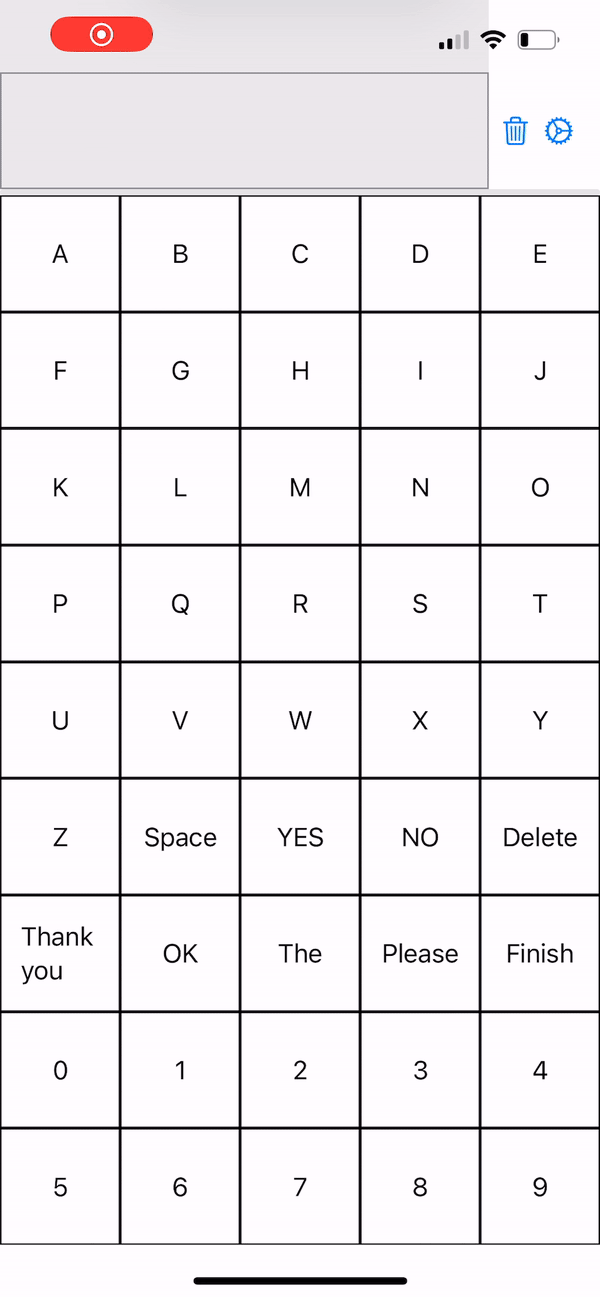 A B C D E
F G H I J
K L M N O
P Q R S T
U V W X Y
Z Space YES NO Delete
Thank you OK The Please Finish
0 1 2 3 4
5 6 7 8 9